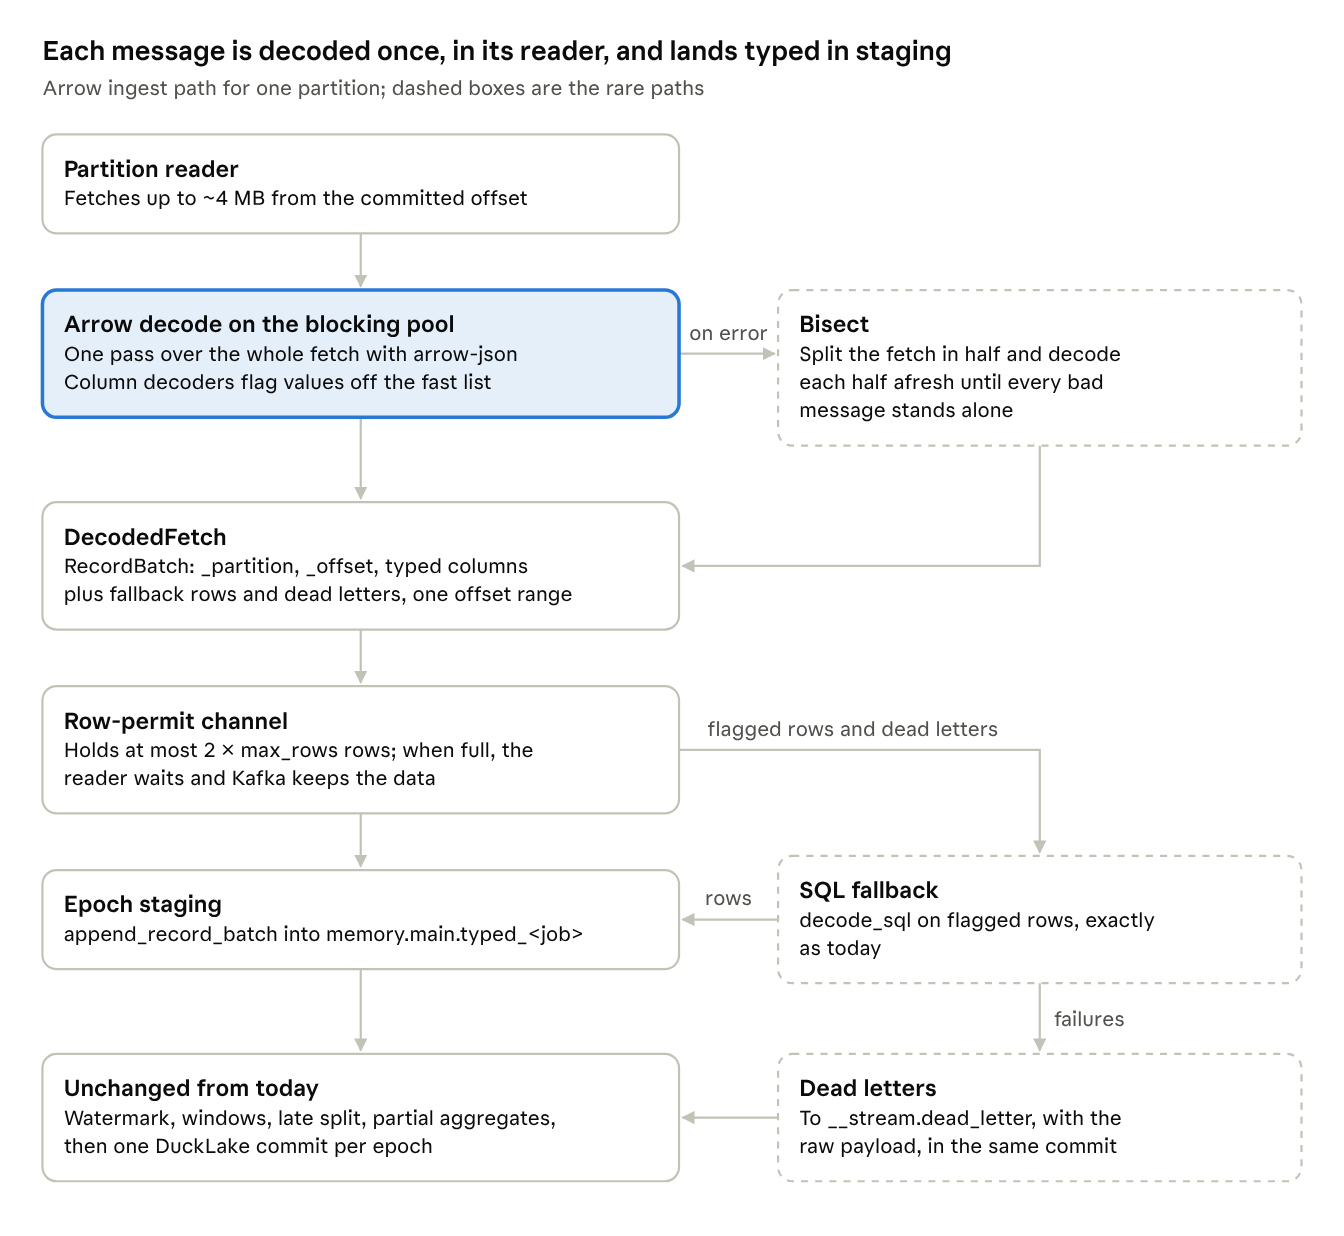 Each message is decoded once, in its reader, and lands typed in staging
Arrow ingest path for one partition; dashed boxes are the rare paths
Partition reader
Fetches up to ~4 MB from the committed offset
Arrow decode on the blocking pool
One pass over the whole fetch with arrow-json
Column decoders flag values off the fast list
on error
Bisect
Split the fetch in half and decode
each half afresh until every bad
message stands alone
DecodedFetch
RecordBatch: _partition, _offset, typed columns
plus fallback rows and dead letters, one offset range
Row-permit channel
Holds at most 2 × max_rows rows; when full, the
reader waits and Kafka keeps the data
flagged rows and dead letters
Epoch staging
append_record_batch into memory.main.typed_<job>
rows
SQL fallback
decode_sql on flagged rows, exactly
as today
failures
Unchanged from today
Watermark, windows, late split, partial aggregates,
then one DuckLake commit per epoch
Dead letters
To __stream.dead_letter, with the
raw payload, in the same commit